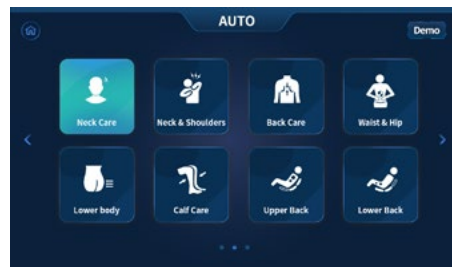 AUTO
Demo
Neck Care
Neck & Shoulders
Back Care
Waist & Hip
Lower body
Calf Care
Upper Back
Lower Back